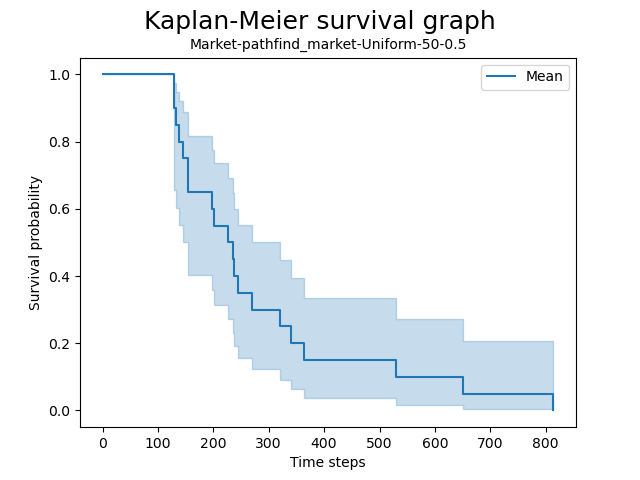 Kaplan-Meier survival graph
Market-pathfind_market-Uniform-50-0.5
Mean
Survival probability
1.0
0.8
0.6
0.4
0.2
0.0
0 100 200 300 400 500 600 700 800
Time steps